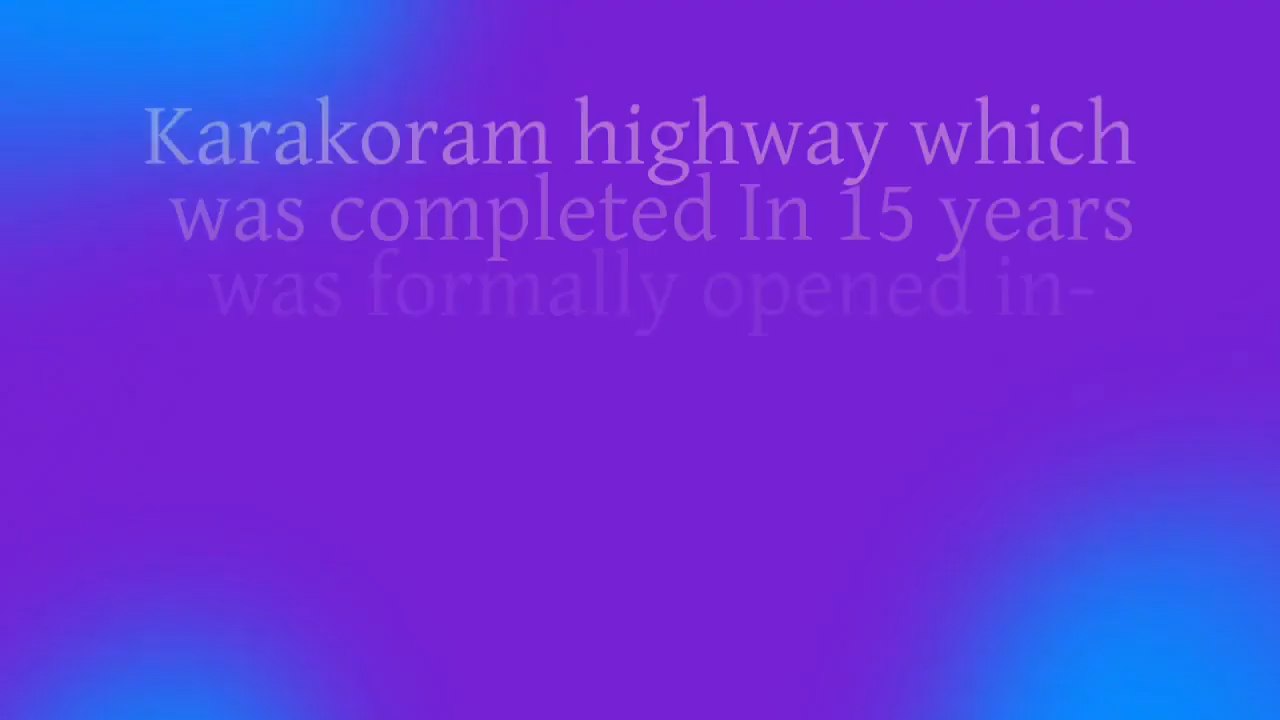 Karakoram highway which
was completed In 15 years
was formally opened in-